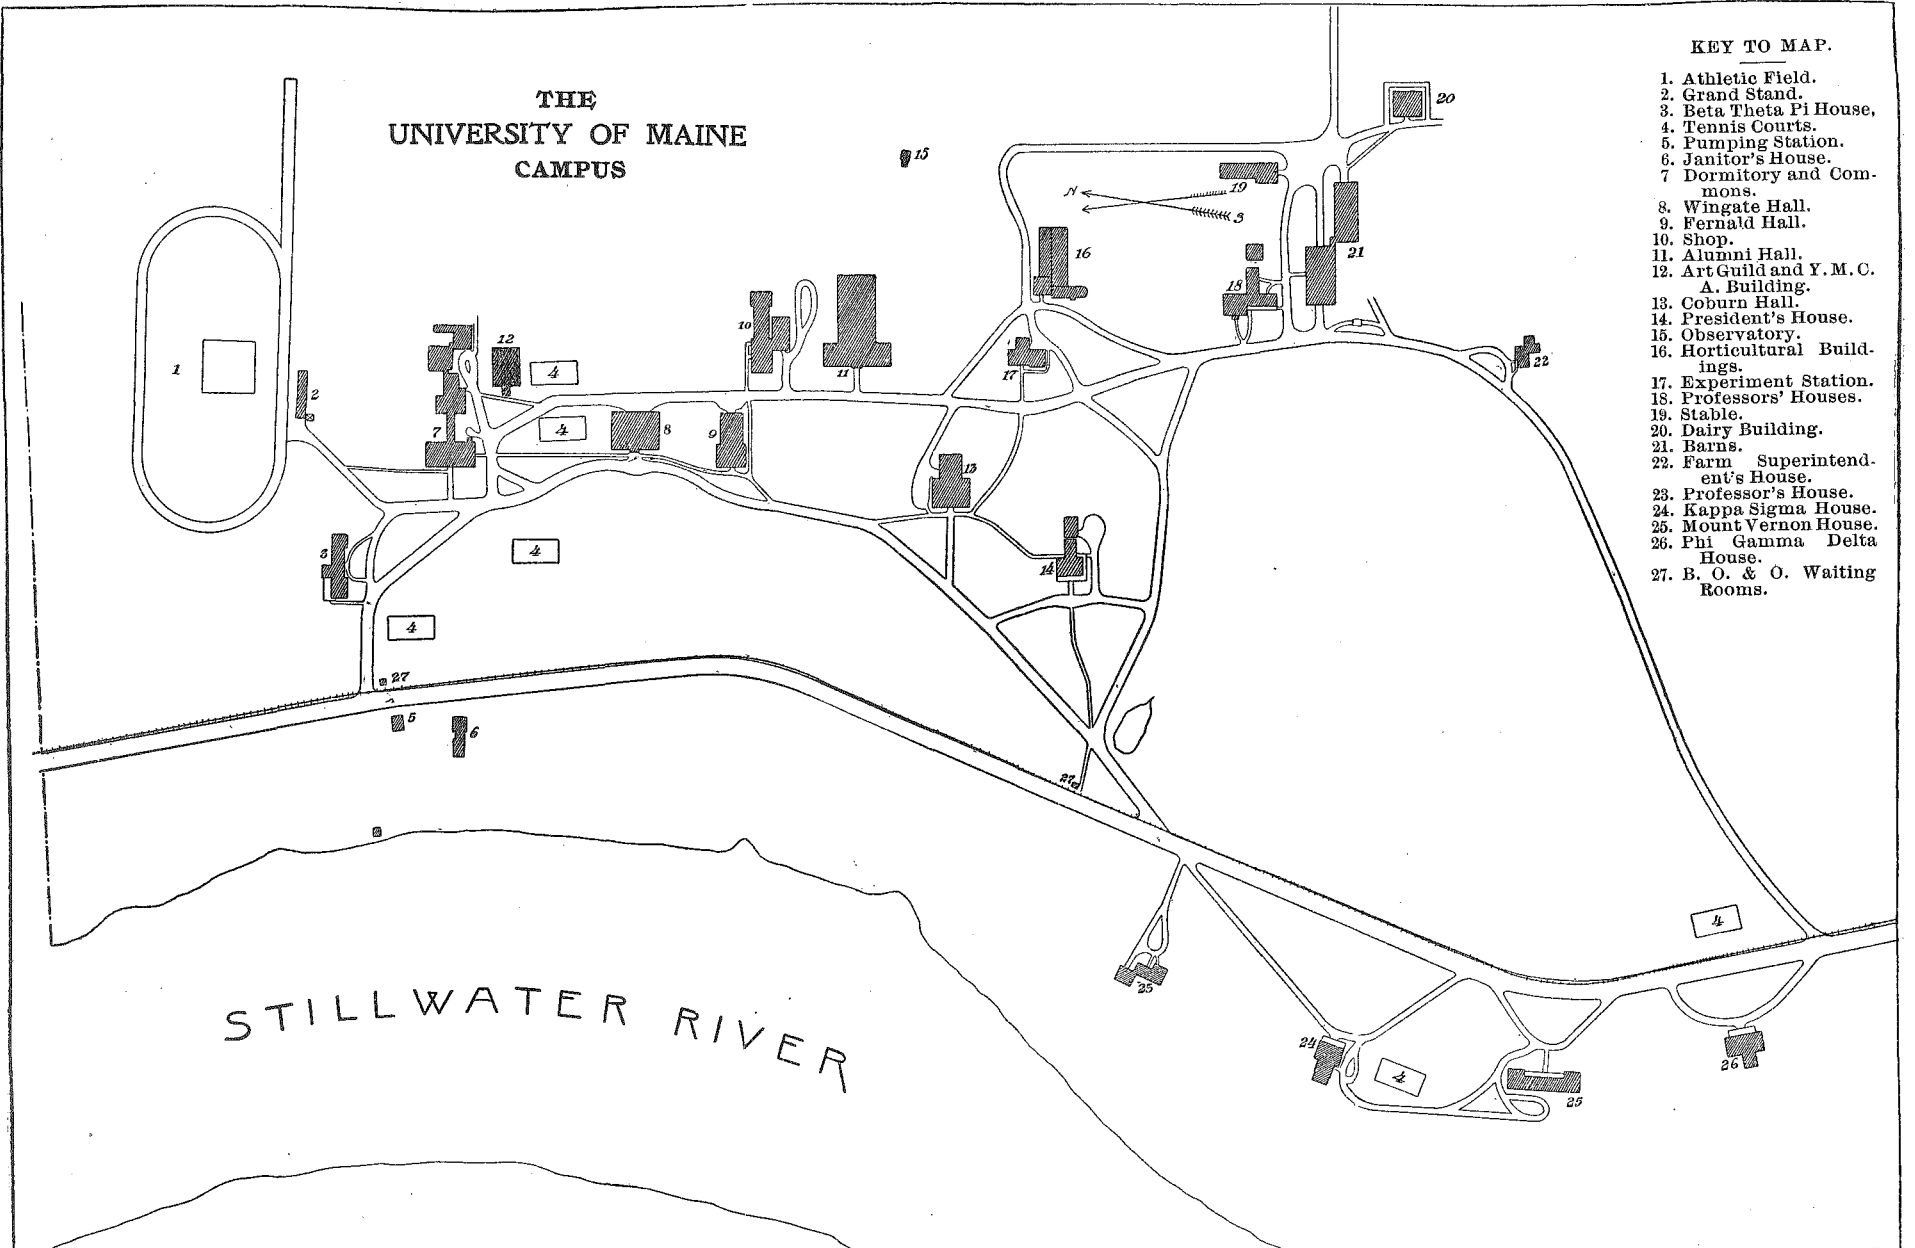 THE
UNIVERSITY OF MAINE
CAMPUS
KEY TO MAP.
1. Athletic Field.
2. Grand Stand.
3. Beta Theta Pi House,
4. Tennis Courts.
5. Pumping Station.
6. Janitor's House.
7 Dormitory and Com-
mons.
8. Wingate Hall.
9. Fernald Hall.
10. Shop.
11. Alumni Hall.
12. Art Guild and Y. M. C.
A. Building.
13. Coburn Hall.
14. President's House.
15. Observatory.
16. Horticultural Build-
ings.
17. Experiment Station.
18. Professors' Houses.
19. Stable.
20. Dairy Building.
21. Barns.
22. Farm Superintend-
ent's House.
23. Professor's House.
24. Kappa Sigma House.
25. Mount Vernon House.
26. Phi Gamma Delta
House.
27. B. O. & O. Waiting
Rooms.
20
15
N
19
S
16
21
18
10
12
4
11
17
22
1
2
7
4
8
9
13
3
4
14
4
27
5
6
27
4
25
STILLWATER RIVER
24
4
25
26